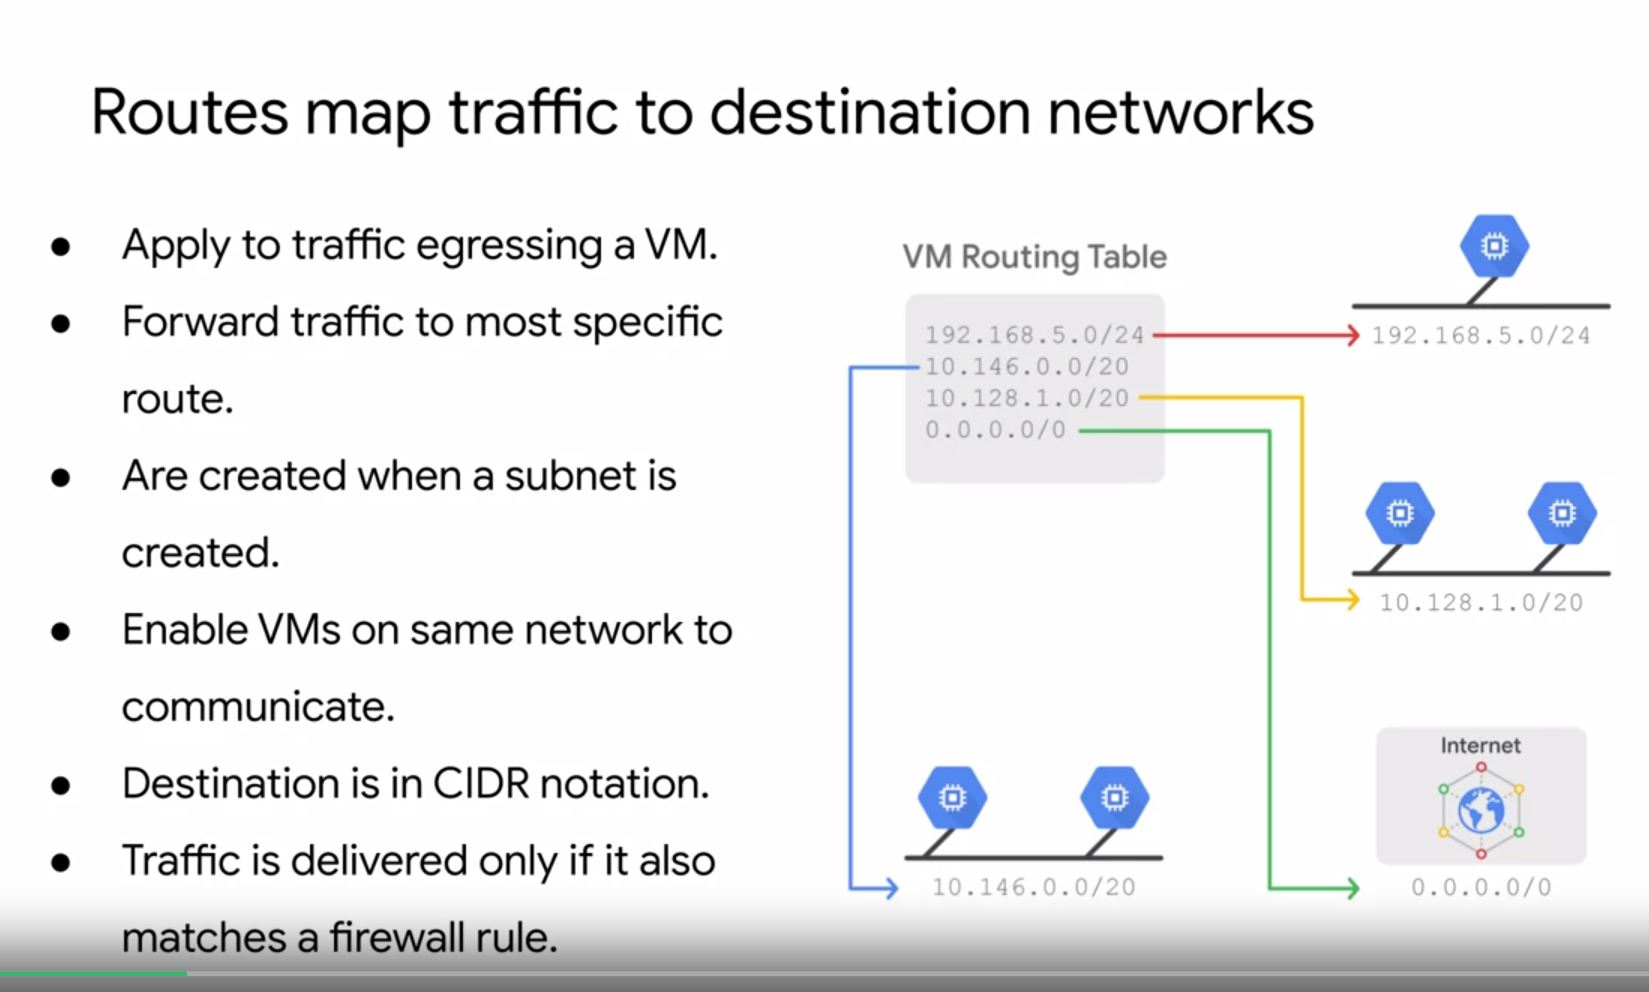 Routes map traffic to destination networks
● Apply to traffic egressing a VM.
● Forward traffic to most specific
route.
● Are created when a subnet is
created.
● Enable VMs on same network to
communicate.
● Destination is in CIDR notation.
● Traffic is delivered only if it also
matches a firewall rule.
VM Routing Table
192.168.5.0/24
10.146.0.0/20
10.128.1.0/20
0.0.0.0/0
192.168.5.0/24
10.128.1.0/20
10.146.0.0/20
Internet
0.0.0.0/0